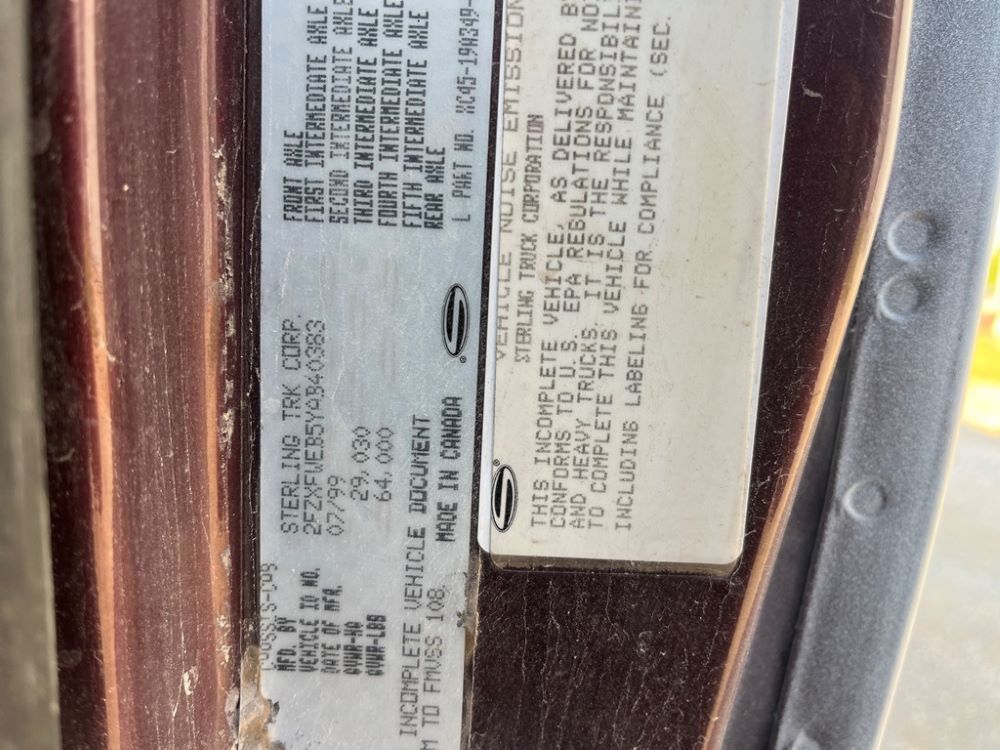 CHASSIS-CAB
MFD. BY STERLING TRK CORP.
VEHICLE ID NO. 2FZXFWEB5YAB40383
DATE OF MFR. 07/99
GVWR-KG 29,030
GVWR-LBB 64,000
INCOMPLETE VEHICLE DOCUMENT
M TO FMVSS 108.
MADE IN CANADA
FRONT AXLE
FIRST INTERMEDIATE AXLE
SECOND INTERMEDIATE AXLE
THIRD INTERMEDIATE AXLE
FOURTH INTERMEDIATE AXLE
FIFTH INTERMEDIATE AXLE
REAR AXLE
L PART NO. XC45-19A349-
VEHICLE NOISE EMISSION
STERLING TRUCK CORPORATION
THIS INCOMPLETE VEHICLE, AS DELIVERED B
CONFORMS TO U.S. EPA REGULATIONS FOR NO
AND HEAVY TRUCKS. IT IS THE RESPONSIBIL
TO COMPLETE THIS VEHICLE WHILE MAINTAINI
INCLUDING LABELING FOR COMPLIANCE (SEC.